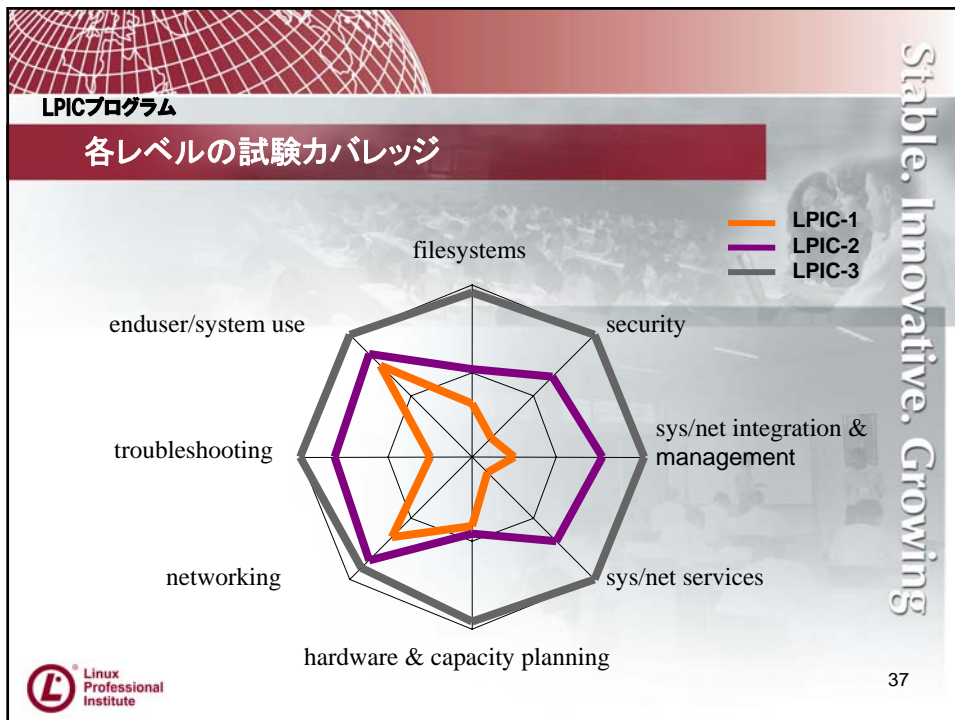 LPICプログラム
各レベルの試験カバレッジ
Stable. Innovative. Growing
LPIC-1
LPIC-2
LPIC-3
filesystems
enduser/system use
security
troubleshooting
sys/net integration &
management
networking
sys/net services
hardware & capacity planning
Linux
Professional
Institute
37